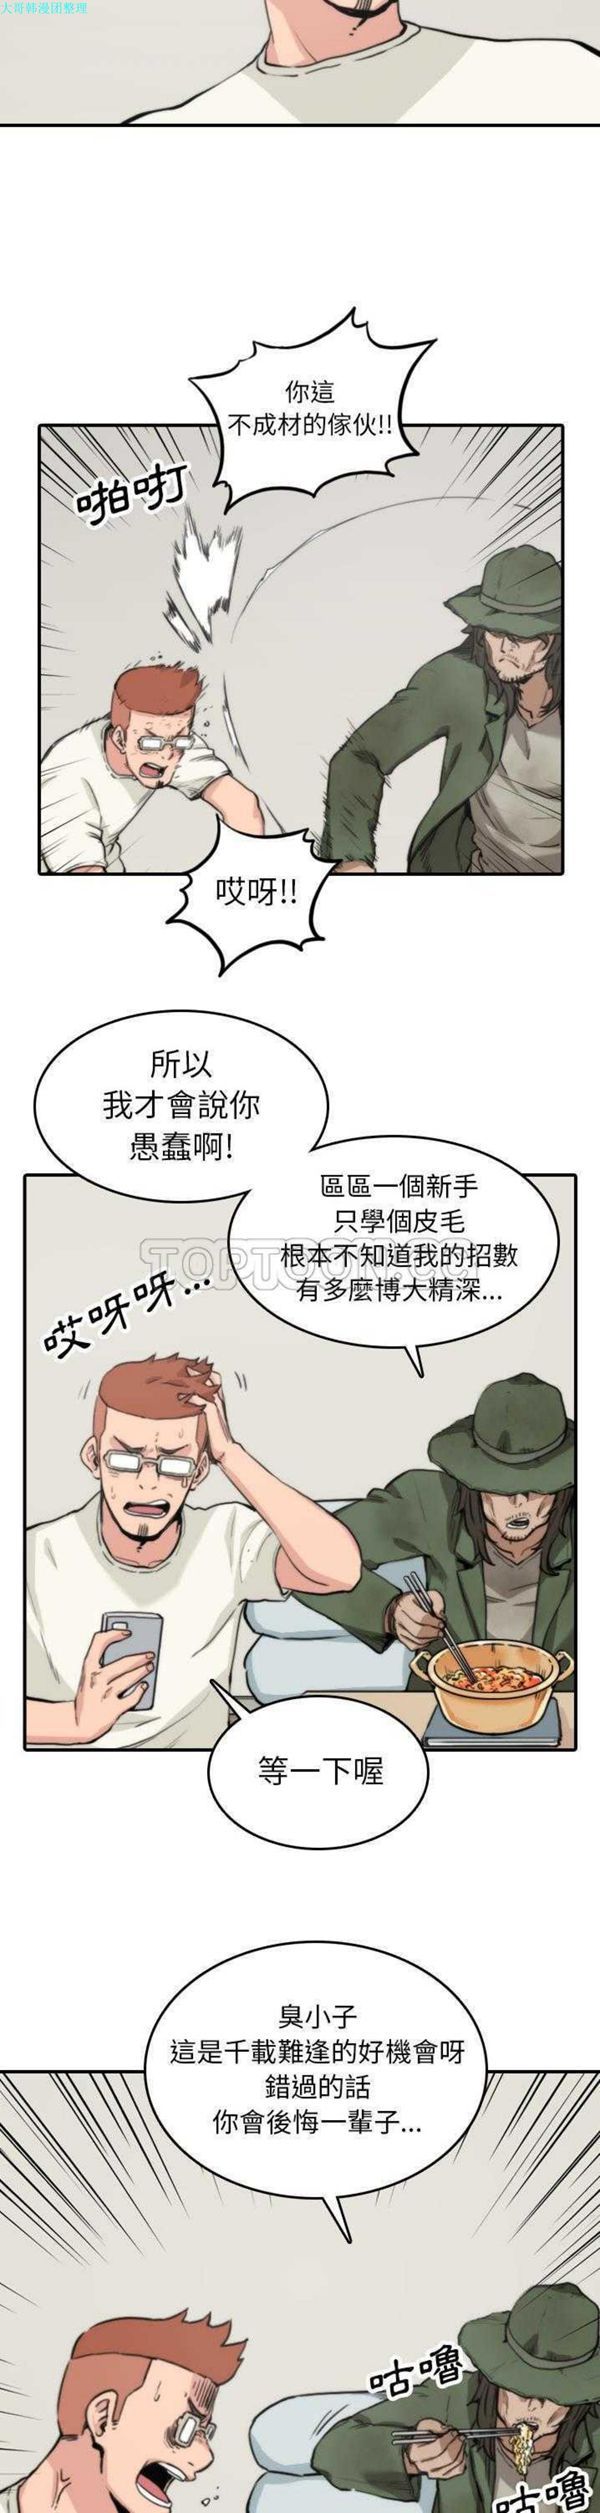 大哥韩漫团整理
你這
不成材的傢伙!!
啪叮
哎呀!!
所以
我才會說你
愚蠢啊!
區區一個新手
只學個皮毛
根本不知道我的招數
有多麼博大精深...
TOPTOON.CC
哎呀呀...
等一下喔
臭小子
這是千載難逢的好機會呀
錯過的話
你會後悔一輩子...
咕嚕
咕嚕